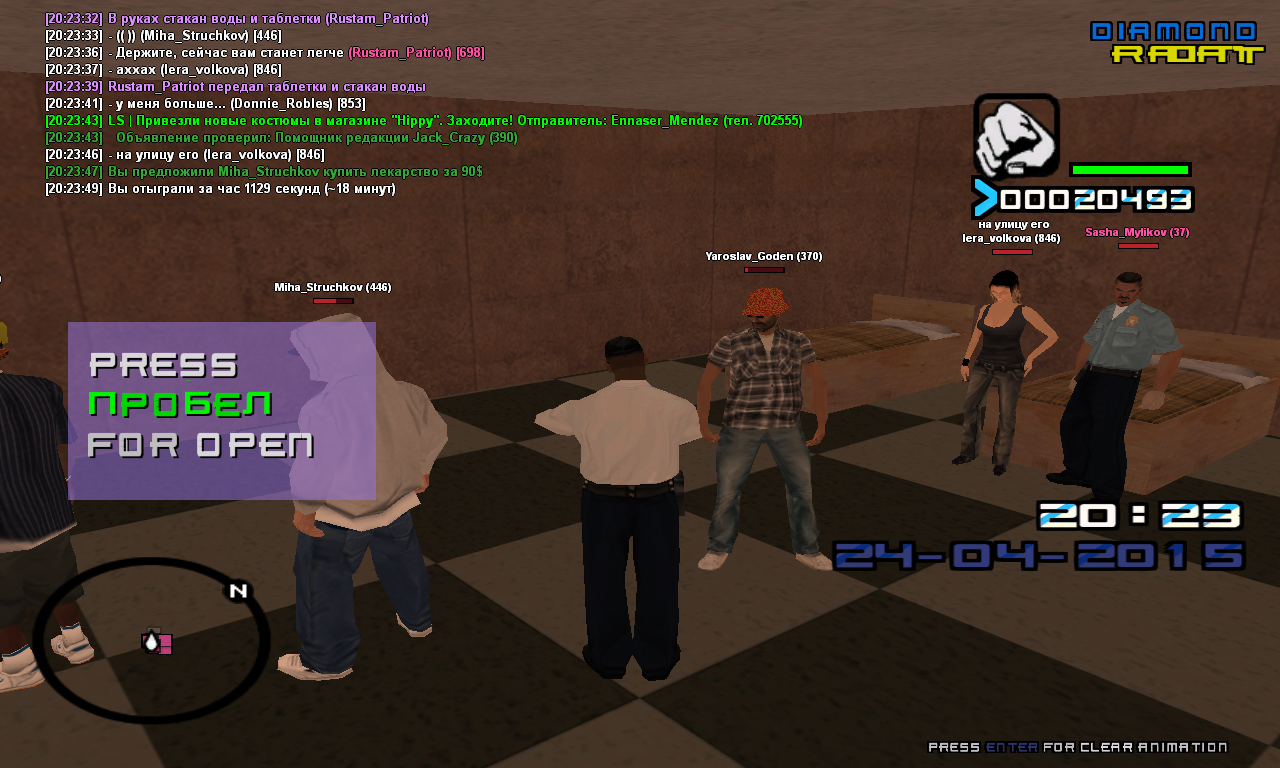 [20:23:32] В руках стакан воды и таблетки (Rustam_Patriot)
[20:23:33] - (( )) (Miha_Struchkov) [446]
[20:23:36] - Держите, сейчас вам станет легче (Rustam_Patriot) [698]
[20:23:37] - аххах (lera_volkova) [846]
[20:23:39] Rustam_Patriot передал таблетки и стакан воды
[20:23:41] - у меня больше... (Donnie_Robles) [853]
[20:23:43] LS | Привезли новые костюмы в магазине "Hippy". Заходите! Отправитель: Ennaser_Mendez (тел. 702555)
[20:23:43] Объявление проверил: Помощник редакции Jack_Crazy (390)
[20:23:46] - на улицу его (lera_volkova) [846]
[20:23:47] Вы предложили Miha_Struchkov купить лекарство за 90$
[20:23:49] Вы отыграли за час 1129 секунд (~18 минут)
DIAMOND
RADANT
00020493
на улицу его
lera_volkova (846)
Sasha_Mylikov (37)
Yaroslav_Goden (370)
Miha_Struchkov (446)
PRESS
ПРОБЕЛ
FOR OPEN
20:23
24-04-2015
N
PRESS ENTER FOR CLEAR ANIMATION